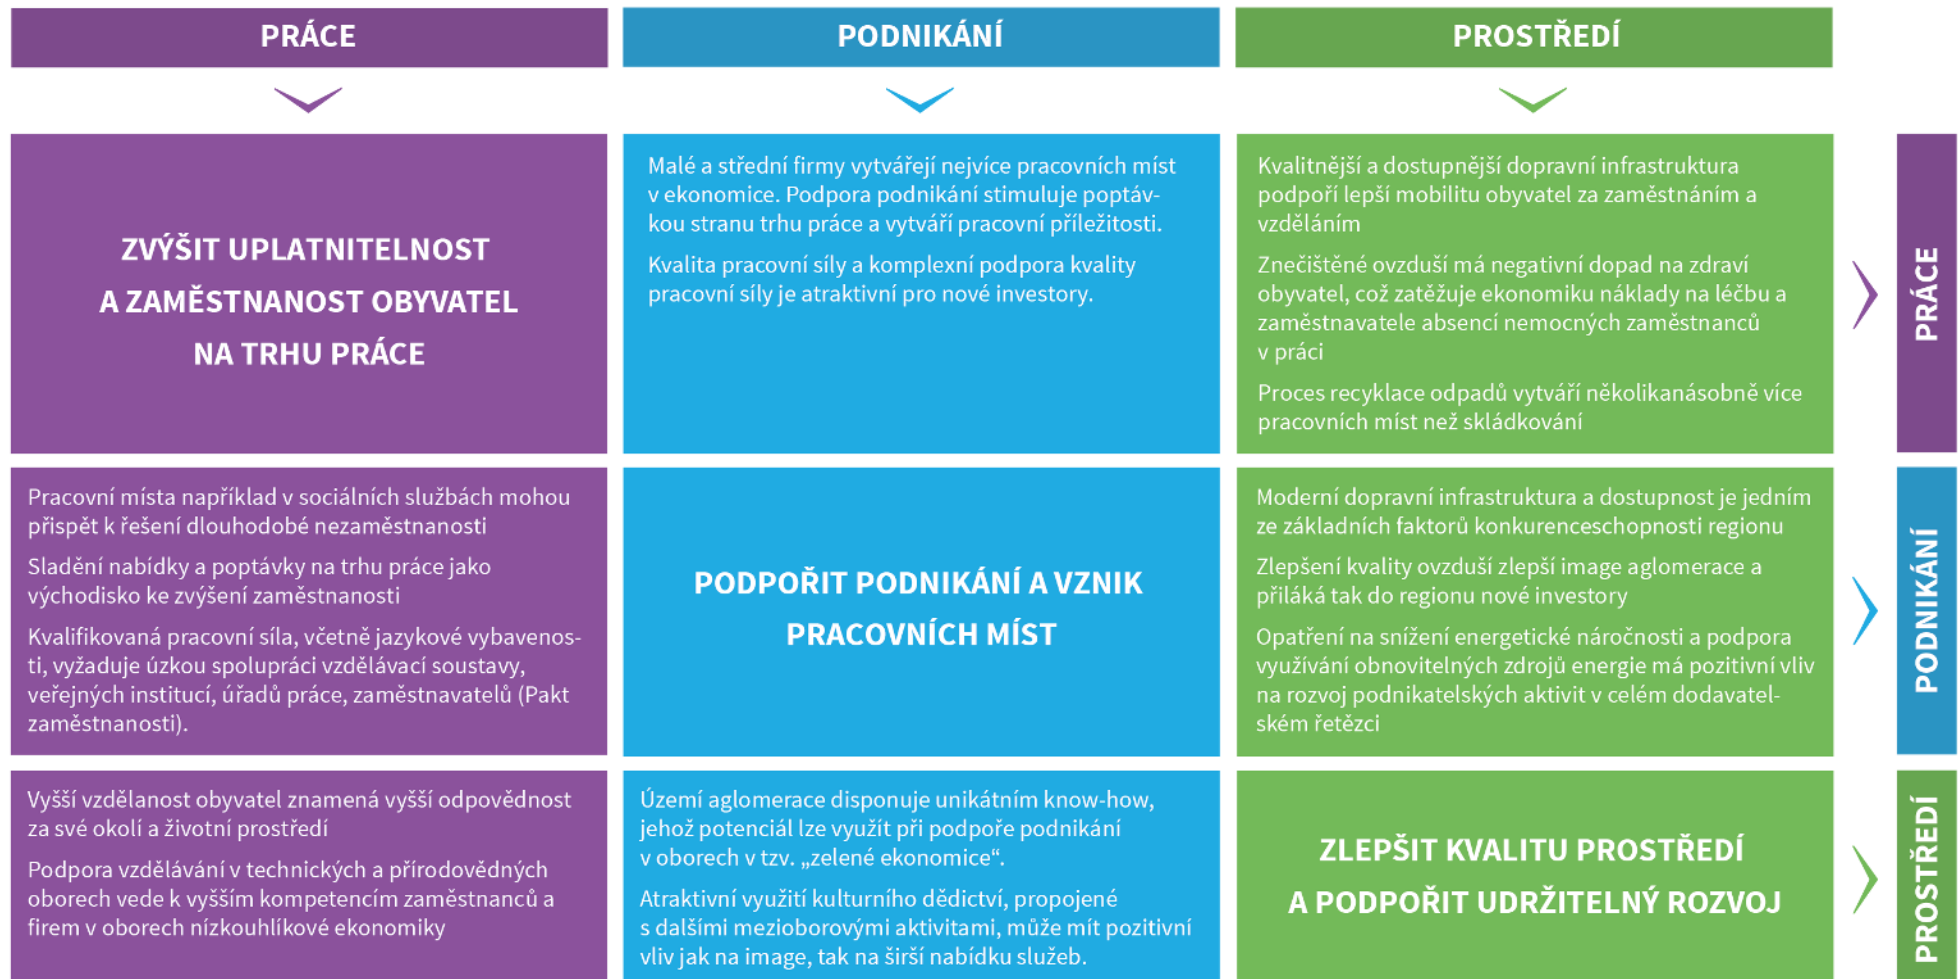 PRÁCE
PODNIKÁNÍ
PROSTŘEDÍ
ZVÝŠIT UPLATNITELNOST
A ZAMĚSTNANOST OBYVATEL
NA TRHU PRÁCE
Malé a střední firmy vytvářejí nejvíce pracovních míst
v ekonomice. Podpora podnikání stimuluje poptáv-
kou stranu trhu práce a vytváří pracovní příležitosti.
Kvalita pracovní síly a komplexní podpora kvality
pracovní síly je atraktivní pro nové investory.
Kvalitnější a dostupnější dopravní infrastruktura
podpoří lepší mobilitu obyvatel za zaměstnáním a
vzděláním
Znečištěné ovzduší má negativní dopad na zdraví
obyvatel, což zatěžuje ekonomiku náklady na léčbu a
zaměstnavatele absencí nemocných zaměstnanců
v práci
Proces recyklace odpadů vytváří několikanásobně více
pracovních míst než skládkování
PRÁCE
Pracovní místa například v sociálních službách mohou
přispět k řešení dlouhodobé nezaměstnanosti
Sladění nabídky a poptávky na trhu práce jako
východisko ke zvýšení zaměstnanosti
Kvalifikovaná pracovní síla, včetně jazykové vybavenos-
ti, vyžaduje úzkou spolupráci vzdělávací soustavy,
veřejných institucí, úřadů práce, zaměstnavatelů (Pakt
zaměstnanosti).
PODPOŘIT PODNIKÁNÍ A VZNIK
PRACOVNÍCH MÍST
Moderní dopravní infrastruktura a dostupnost je jedním
ze základních faktorů konkurenceschopnosti regionu
Zlepšení kvality ovzduší zlepší image aglomerace a
přiláká tak do regionu nové investory
Opatření na snížení energetické náročnosti a podpora
využívání obnovitelných zdrojů energie má pozitivní vliv
na rozvoj podnikatelských aktivit v celém dodavatel-
ském řetězci
PODNIKÁNÍ
Vyšší vzdělanost obyvatel znamená vyšší odpovědnost
za své okolí a životní prostředí
Podpora vzdělávání v technických a přírodovědných
oborech vede k vyšším kompetencím zaměstnanců a
firem v oborech nízkouhlíkové ekonomiky
Území aglomerace disponuje unikátním know-how,
jehož potenciál lze využít při podpoře podnikání
v oborech v tzv. „zelené ekonomice“.
Atraktivní využití kulturního dědictví, propojené
s dalšími mezioborovými aktivitami, může mít pozitivní
vliv jak na image, tak na širší nabídku služeb.
ZLEPŠIT KVALITU PROSTŘEDÍ
A PODPOŘIT UDRŽITELNÝ ROZVOJ
PROSTŘEDÍ